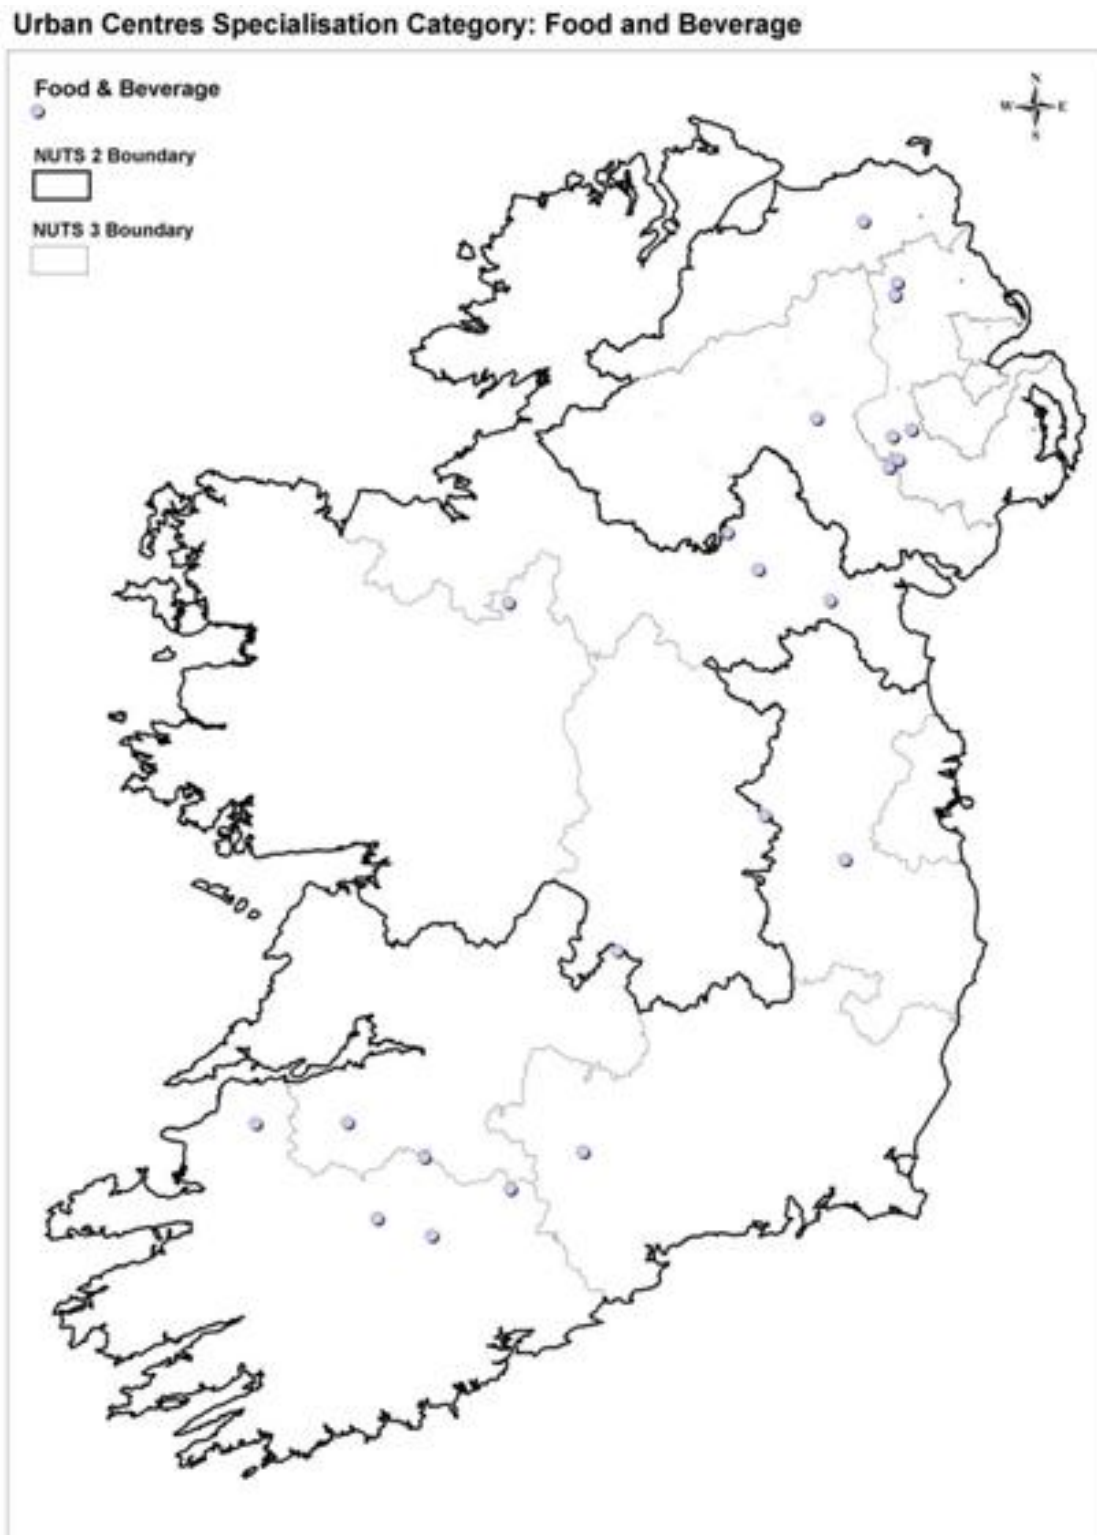 Urban Centres Specialisation Category: Food and Beverage
Food & Beverage
N
W E
S
NUTS 2 Boundary
NUTS 3 Boundary